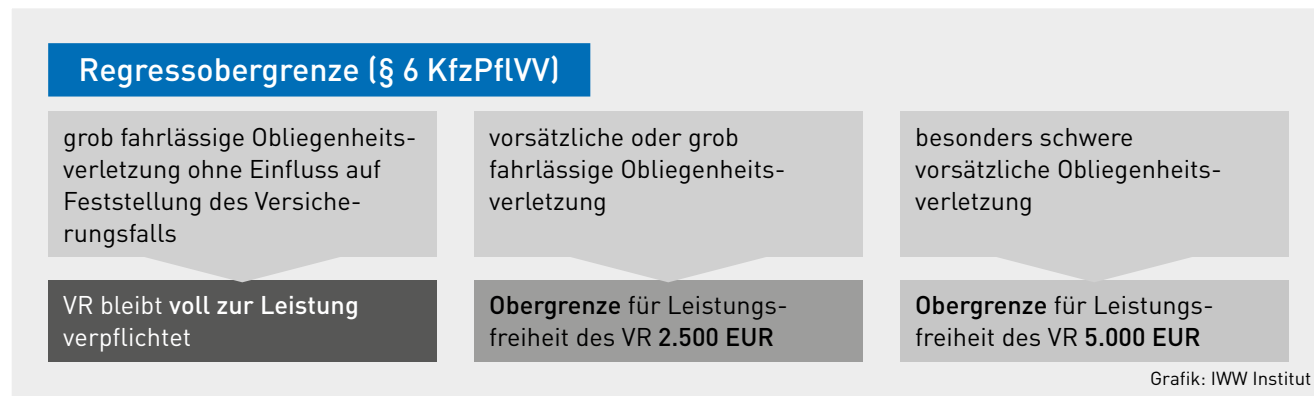 Regressobergrenze (§ 6 KfzPflVV)
grob fahrlässige Obliegenheits-
verletzung ohne Einfluss auf
Feststellung des Versiche-
rungsfalls
VR bleibt voll zur Leistung
verpflichtet
vorsätzliche oder grob
fahrlässige Obliegenheits-
verletzung
Obergrenze für Leistungs-
freiheit des VR 2.500 EUR
besonders schwere
vorsätzliche Obliegenheits-
verletzung
Obergrenze für Leistungs-
freiheit des VR 5.000 EUR
Grafik: IWW Institut